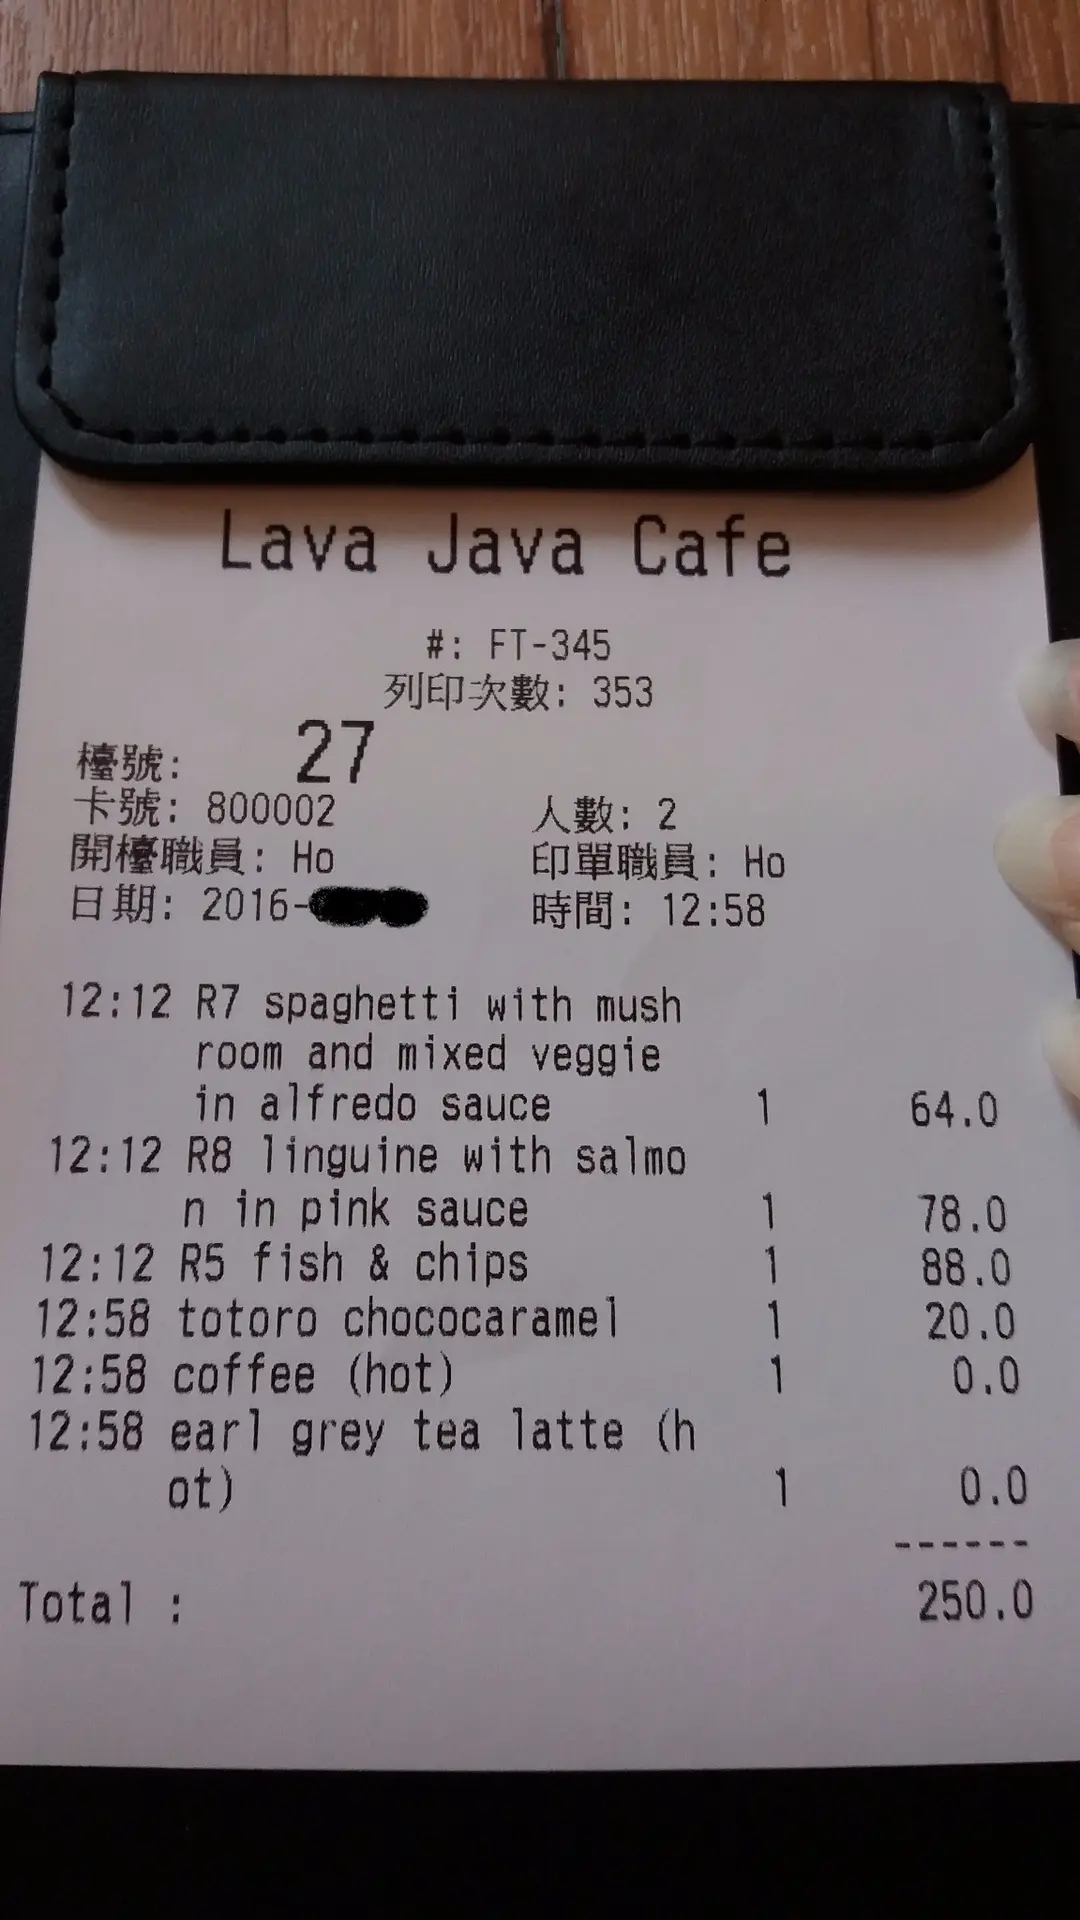 Lava Java Cafe
#: FT-345
列印次數: 353
檯號: 27
卡號: 800002 人數: 2
開檯職員: Ho 印單職員: Ho
日期: 2016- 時間: 12:58
12:12 R7 spaghetti with mush
room and mixed veggie
in alfredo sauce 1 64.0
12:12 R8 linguine with salmo
n in pink sauce 1 78.0
12:12 R5 fish & chips 1 88.0
12:58 totoro chococaramel 1 20.0
12:58 coffee (hot) 1 0.0
12:58 earl grey tea latte (h
ot) 1 0.0
------
Total : 250.0